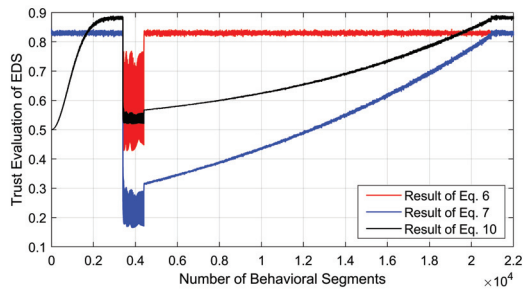 0.9
0.8
0.7
0.6
0.5
0.4
0.3
0.2
0.1
Trust Evaluation of EDS
Result of Eq. 6
Result of Eq. 7
Result of Eq. 10
0 0.2 0.4 0.6 0.8 1 1.2 1.4 1.6 1.8 2.0 2.2
Number of Behavioral Segments
×10⁴